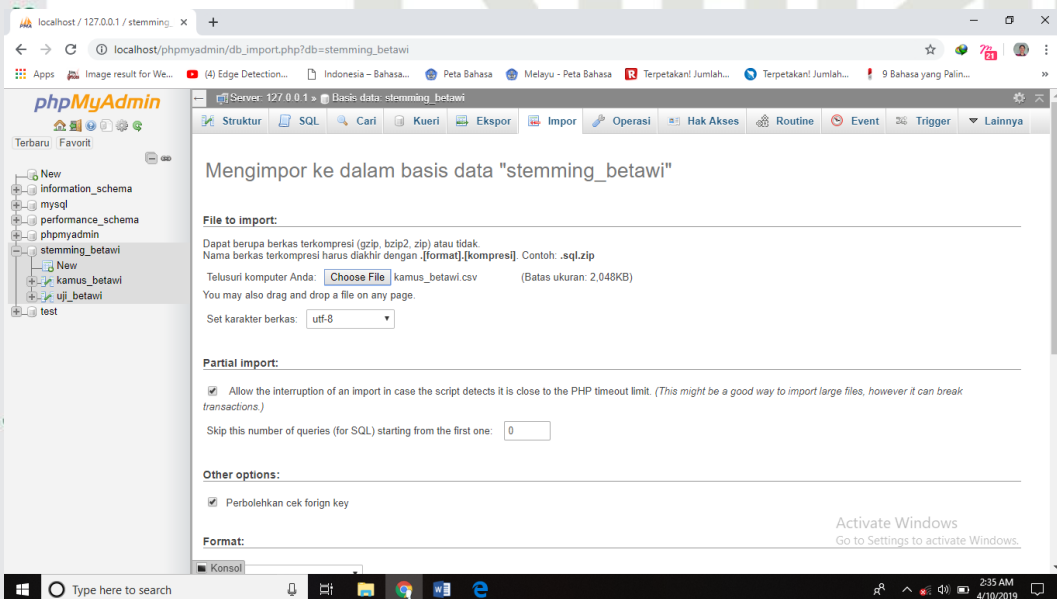 localhost / 127.0.0.1 / stemming_
localhost/phpmyadmin/db_import.php?db=stemming_betawi
Apps Image result for We... (4) Edge Detection... Indonesia – Bahasa... Peta Bahasa Melayu - Peta Bahasa Terpetakan! Jumlah... Terpetakan! Jumlah... 9 Bahasa yang Palin... »
phpMyAdmin
Terbaru Favorit
New
information_schema
mysql
performance_schema
phpmyadmin
stemming_betawi
New
kamus_betawi
uji_betawi
test
Server: 127.0.0.1 » Basis data: stemming_betawi
Struktur SQL Cari Kueri Ekspor Impor Operasi Hak Akses Routine Event Trigger Lainnya
Mengimpor ke dalam basis data "stemming_betawi"
File to import:
Dapat berupa berkas terkompresi (gzip, bzip2, zip) atau tidak.
Nama berkas terkompresi harus diakhir dengan .[format].[kompresi]. Contoh: .sql.zip
Telusuri komputer Anda: Choose File kamus_betawi.csv (Batas ukuran: 2,048KB)
You may also drag and drop a file on any page.
Set karakter berkas: utf-8
Partial import:
Allow the interruption of an import in case the script detects it is close to the PHP timeout limit. (This might be a good way to import large files, however it can break
transactions.)
Skip this number of queries (for SQL) starting from the first one: 0
Other options:
Perbolehkan cek forign key
Format:
Konsol
Activate Windows
Go to Settings to activate Windows.
Type here to search
2:35 AM
4/10/2019